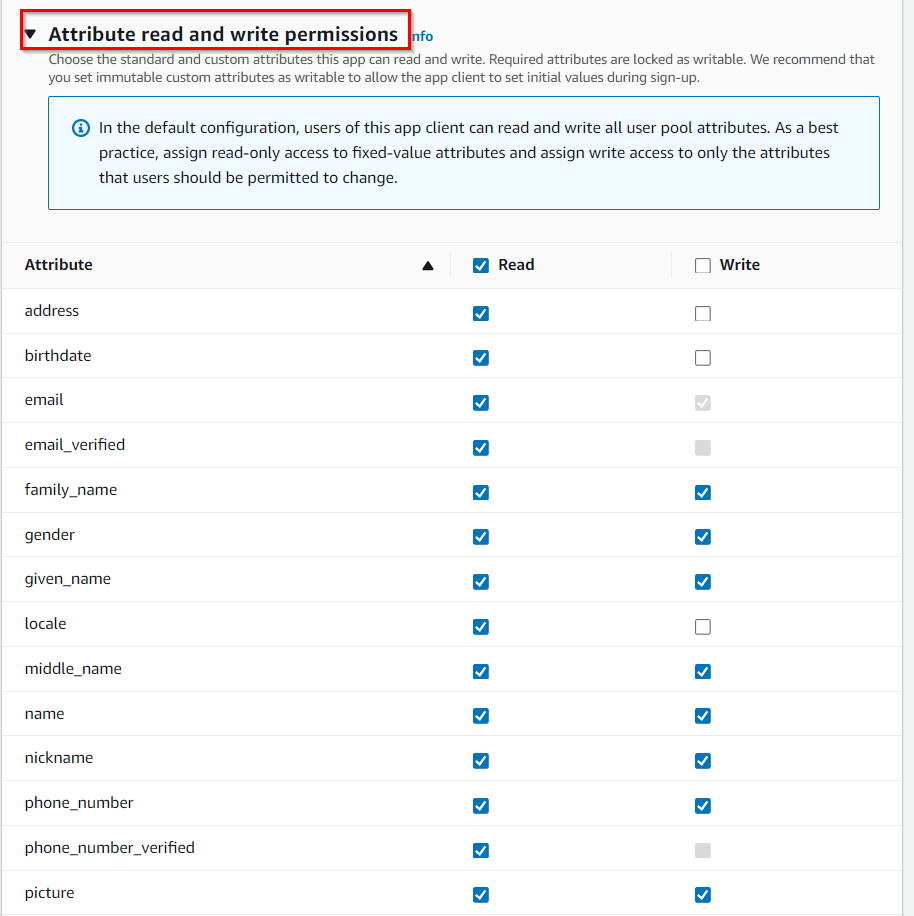 Attribute read and write permissions nfo
Choose the standard and custom attributes this app can read and write. Required attributes are locked as writable. We recommend that
you set immutable custom attributes as writable to allow the app client to set initial values during sign-up.
In the default configuration, users of this app client can read and write all user pool attributes. As a best
practice, assign read-only access to fixed-value attributes and assign write access to only the attributes
that users should be permitted to change.
Attribute Read Write
address
birthdate
email
email_verified
family_name
gender
given_name
locale
middle_name
name
nickname
phone_number
phone_number_verified
picture